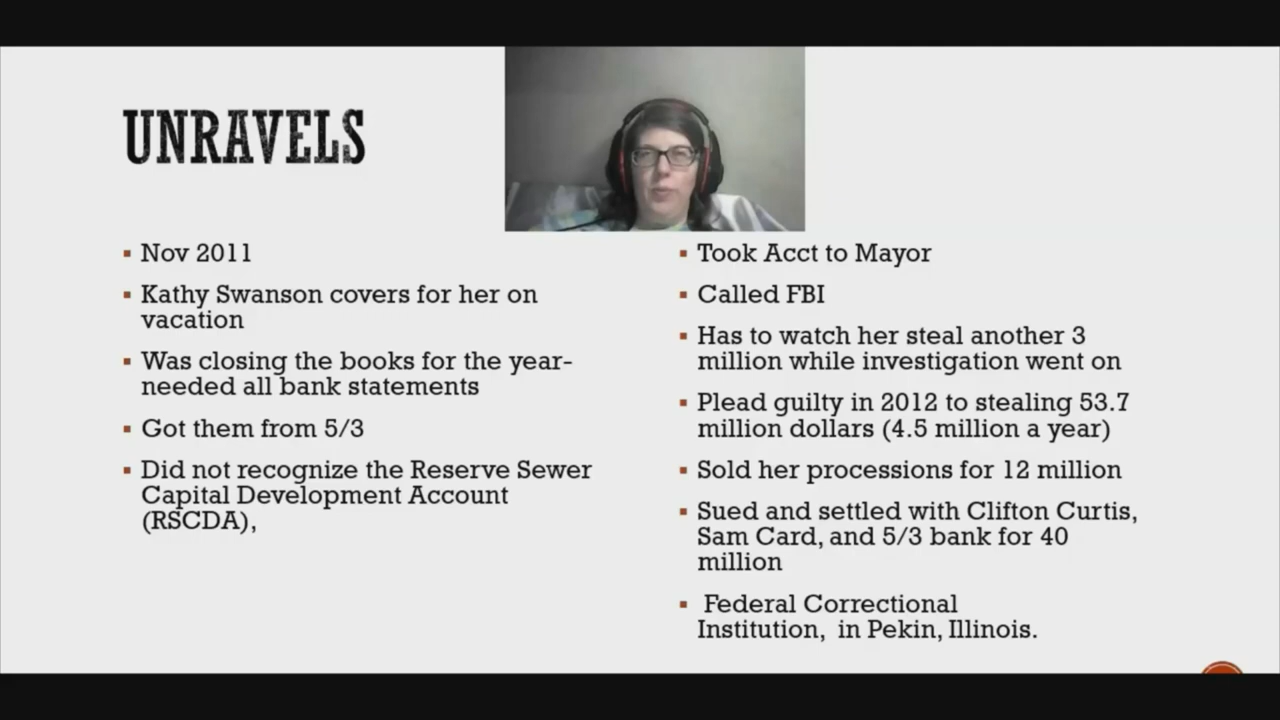 UNRAVELS
Nov 2011
Kathy Swanson covers for her on
vacation
Was closing the books for the year-
needed all bank statements
Got them from 5/3
Did not recognize the Reserve Sewer
Capital Development Account
(RSCDA),
Took Acct to Mayor
Called FBI
Has to watch her steal another 3
million while investigation went on
Plead guilty in 2012 to stealing 53.7
million dollars (4.5 million a year)
Sold her processions for 12 million
Sued and settled with Clifton Curtis,
Sam Card, and 5/3 bank for 40
million
Federal Correctional
Institution, in Pekin, Illinois.